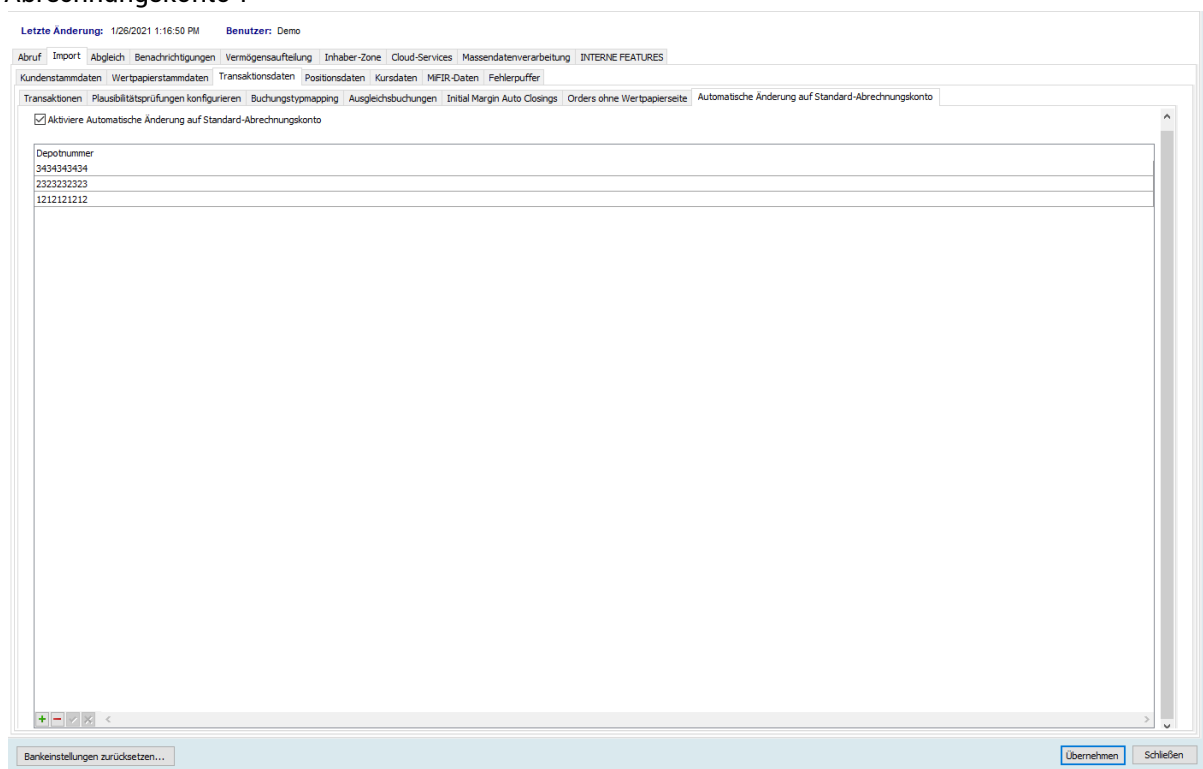 Letzte Änderung: 1/26/2021 1:16:50 PM Benutzer: Demo
Abruf Import Abgleich Benachrichtigungen Vermögensaufteilung Inhaber-Zone Cloud-Services Massendatenverarbeitung INTERNE FEATURES
Kundenstammdaten Wertpapierstammdaten Transaktionsdaten Positionsdaten Kursdaten MiFIR-Daten Fehlerpuffer
Transaktionen Plausibilitätsprüfungen konfigurieren Buchungstypmapping Ausgleichsbuchungen Initial Margin Auto Closings Orders ohne Wertpapierseite Automatische Änderung auf Standard-Abrechnungskonto
Aktiviere Automatische Änderung auf Standard-Abrechnungskonto
Depotnummer
3434343434
2323232323
1212121212
Bankeinstellungen zurücksetzen... Übernehmen Schließen